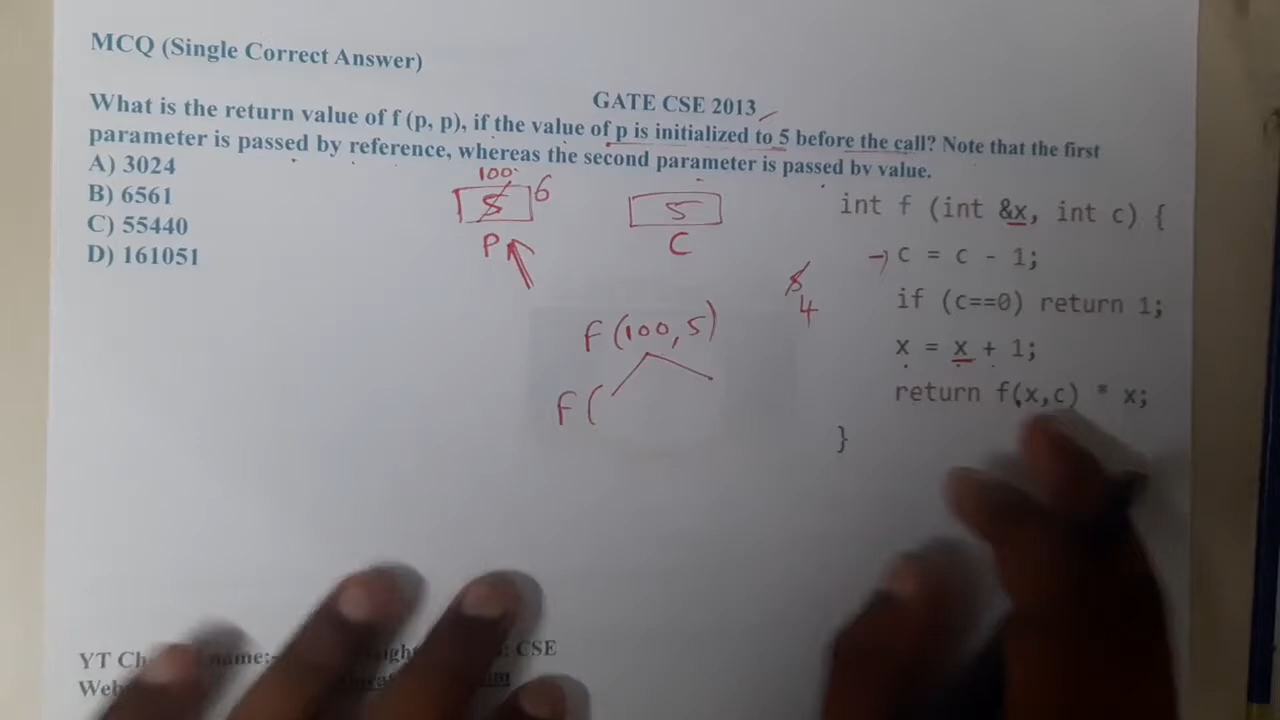 MCQ (Single Correct Answer)
GATE CSE 2013
What is the return value of f (p, p), if the value of p is initialized to 5 before the call? Note that the first
parameter is passed by reference, whereas the second parameter is passed by value.
A) 3024
B) 6561
C) 55440
D) 161051
100
5 6
P
5
C
int f (int &x, int c) {
c = c - 1;
if (c==0) return 1;
x = x + 1;
return f(x,c) * x;
}
5
4
f(100,5)
f(
YT CSE
Web